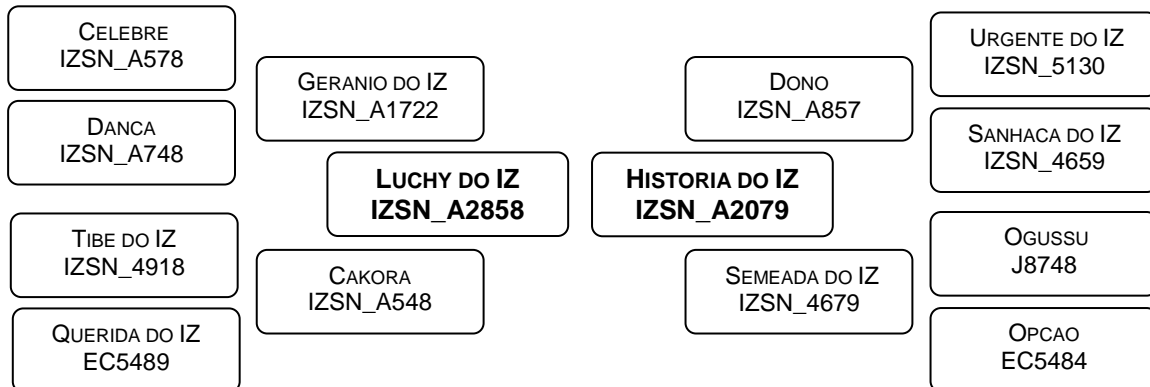 CELEBRE
IZSN_A578
DANCA
IZSN_A748
TIBE DO IZ
IZSN_4918
QUERIDA DO IZ
EC5489
GERANIO DO IZ
IZSN_A1722
CAKORA
IZSN_A548
LUCHY DO IZ
IZSN_A2858
HISTORIA DO IZ
IZSN_A2079
DONO
IZSN_A857
SEMEADA DO IZ
IZSN_4679
URGENTE DO IZ
IZSN_5130
SANHACA DO IZ
IZSN_4659
OGUSSU
J8748
OPCAO
EC5484